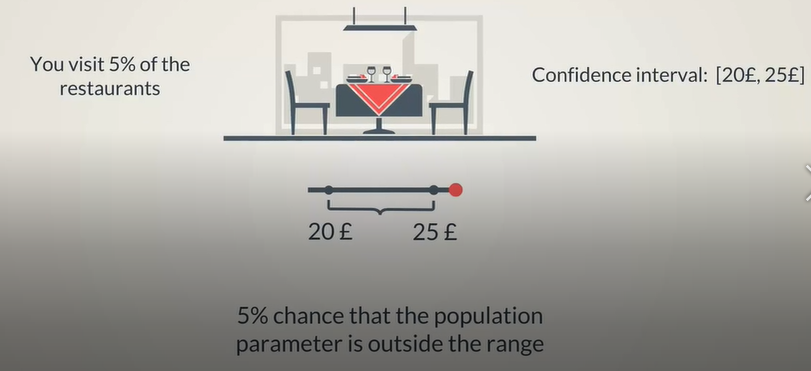 You visit 5% of the
restaurants
Confidence interval: [20£, 25£]
20 £
25 £
5% chance that the population
parameter is outside the range